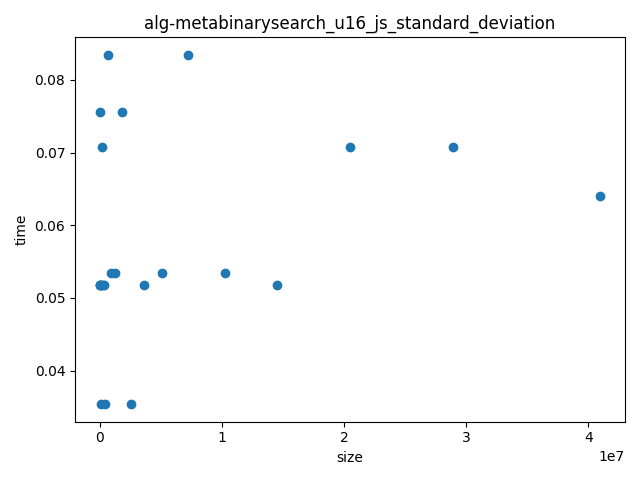 alg-metabinarysearch_u16_js_standard_deviation
time
0.08
0.07
0.06
0.05
0.04
0 1 2 3 4
1e7
size